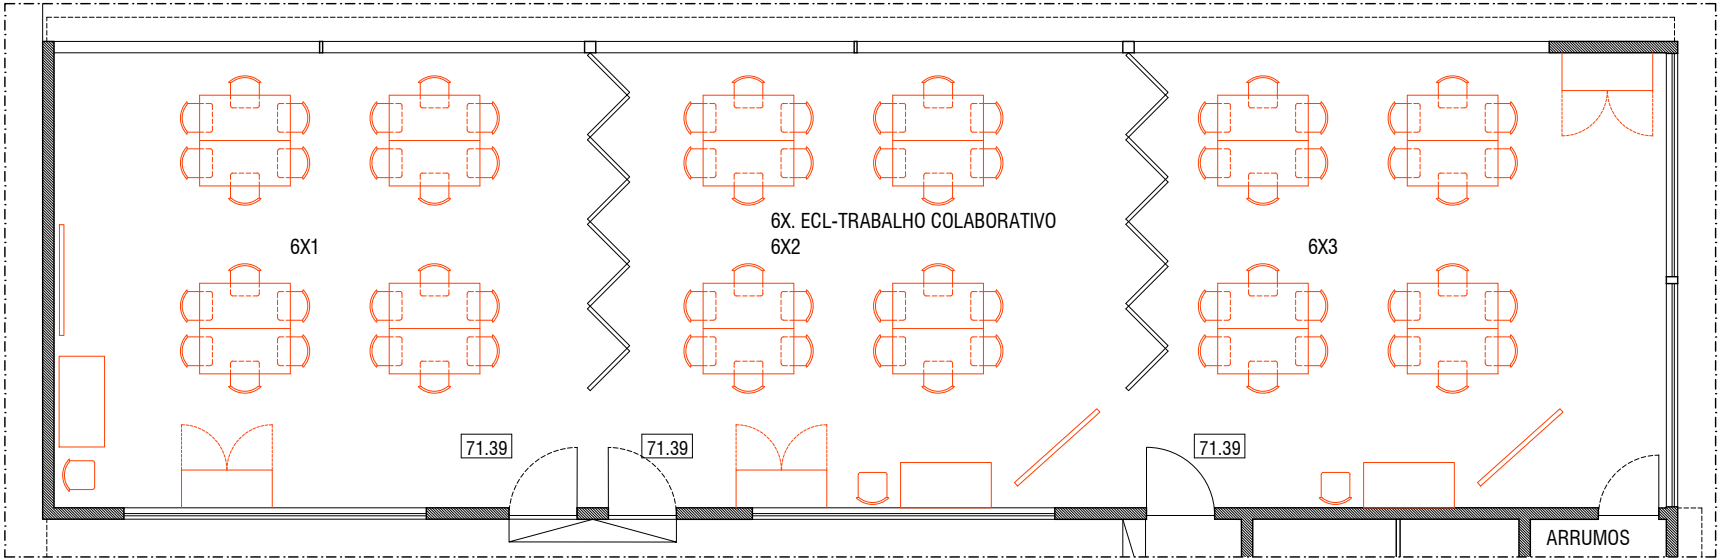 6X. ECL-TRABALHO COLABORATIVO
6X1
6X2
6X3
71.39
71.39
71.39
ARRUMOS